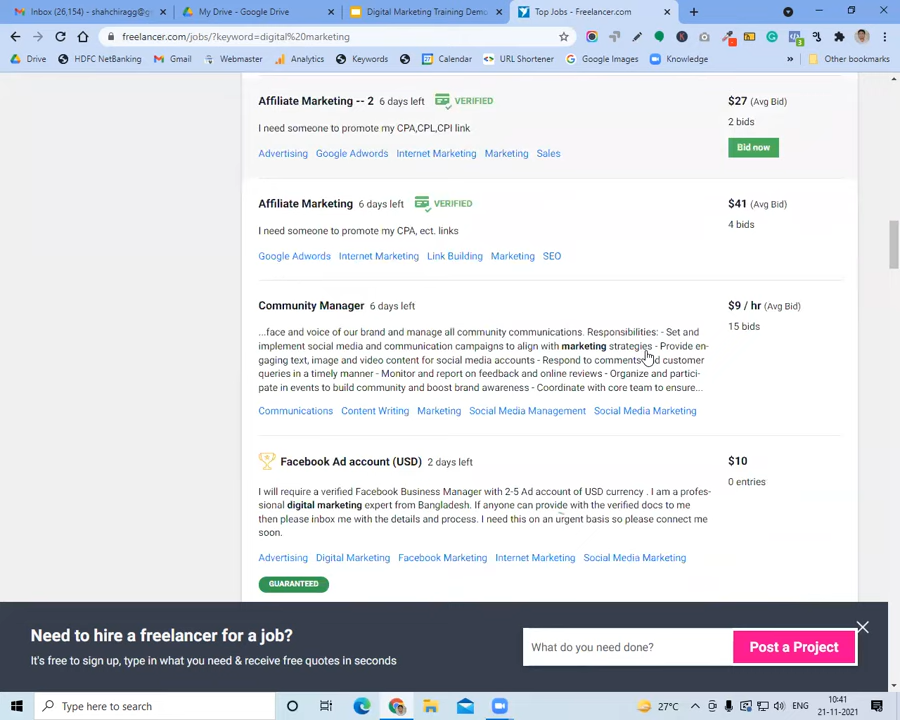 Inbox (26,154) - shahchiragg@g
My Drive - Google Drive
Digital Marketing Training Demo
Top Jobs - Freelancer.com
freelancer.com/jobs/?keyword=digital%20marketing
Drive
HDFC NetBanking
Gmail
Webmaster
Analytics
Keywords
Calendar
URL Shortener
Google Images
Knowledge
Other bookmarks
Affiliate Marketing -- 2 6 days left VERIFIED
$27 (Avg Bid)
2 bids
I need someone to promote my CPA,CPL,CPI link
Bid now
Advertising Google Adwords Internet Marketing Marketing Sales
Affiliate Marketing 6 days left VERIFIED
$41 (Avg Bid)
4 bids
I need someone to promote my CPA, ect. links
Google Adwords Internet Marketing Link Building Marketing SEO
Community Manager 6 days left
$9 / hr (Avg Bid)
15 bids
...face and voice of our brand and manage all community communications. Responsibilities: - Set and
implement social media and communication campaigns to align with marketing strategies - Provide en-
gaging text, image and video content for social media accounts - Respond to comments and customer
queries in a timely manner - Monitor and report on feedback and online reviews - Organize and partici-
pate in events to build community and boost brand awareness - Coordinate with core team to ensure...
Communications Content Writing Marketing Social Media Management Social Media Marketing
Facebook Ad account (USD) 2 days left
$10
0 entries
I will require a verified Facebook Business Manager with 2-5 Ad account of USD currency . I am a profes-
sional digital marketing expert from Bangladesh. If anyone can provide with the verified docs to me
then please inbox me with the details and process. I need this on an urgent basis so please connect me
soon.
Advertising Digital Marketing Facebook Marketing Internet Marketing Social Media Marketing
GUARANTEED
Need to hire a freelancer for a job?
It's free to sign up, type in what you need & receive free quotes in seconds
What do you need done?
Post a Project
Type here to search
27°C
ENG
10:41
21-11-2021